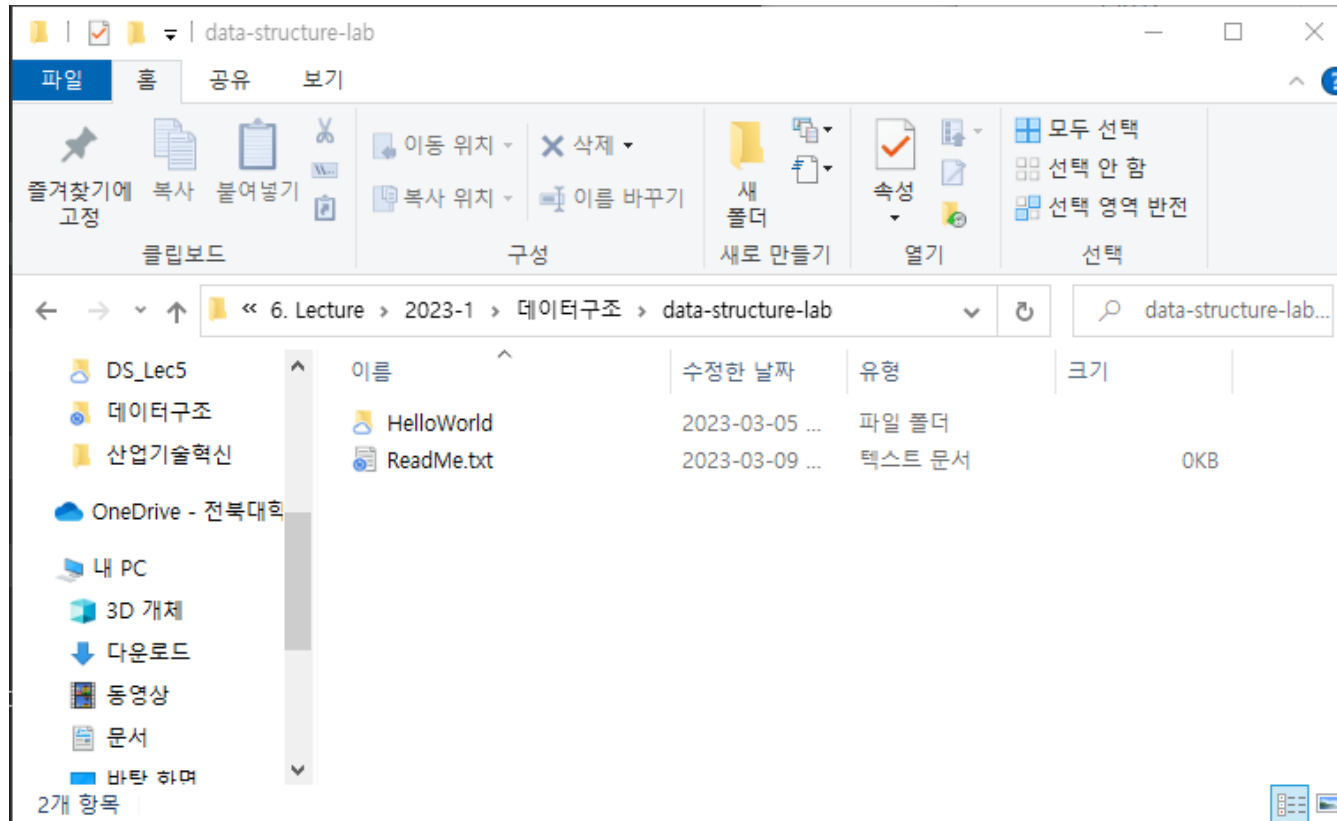 data-structure-lab
파일 홈 공유 보기
즐겨찾기에 고정
복사
붙여넣기
이동 위치
삭제
복사 위치
이름 바꾸기
새 폴더
속성
모두 선택
선택 안 함
선택 영역 반전
클립보드 구성 새로 만들기 열기 선택
« 6. Lecture > 2023-1 > 데이터구조 > data-structure-lab
data-structure-lab...
이름 수정한 날짜 유형 크기
DS_Lec5
데이터구조
산업기술혁신
OneDrive - 전북대학
내 PC
3D 개체
다운로드
동영상
문서
바탕 화면
HelloWorld 2023-03-05 ... 파일 폴더
ReadMe.txt 2023-03-09 ... 텍스트 문서 0KB
2개 항목